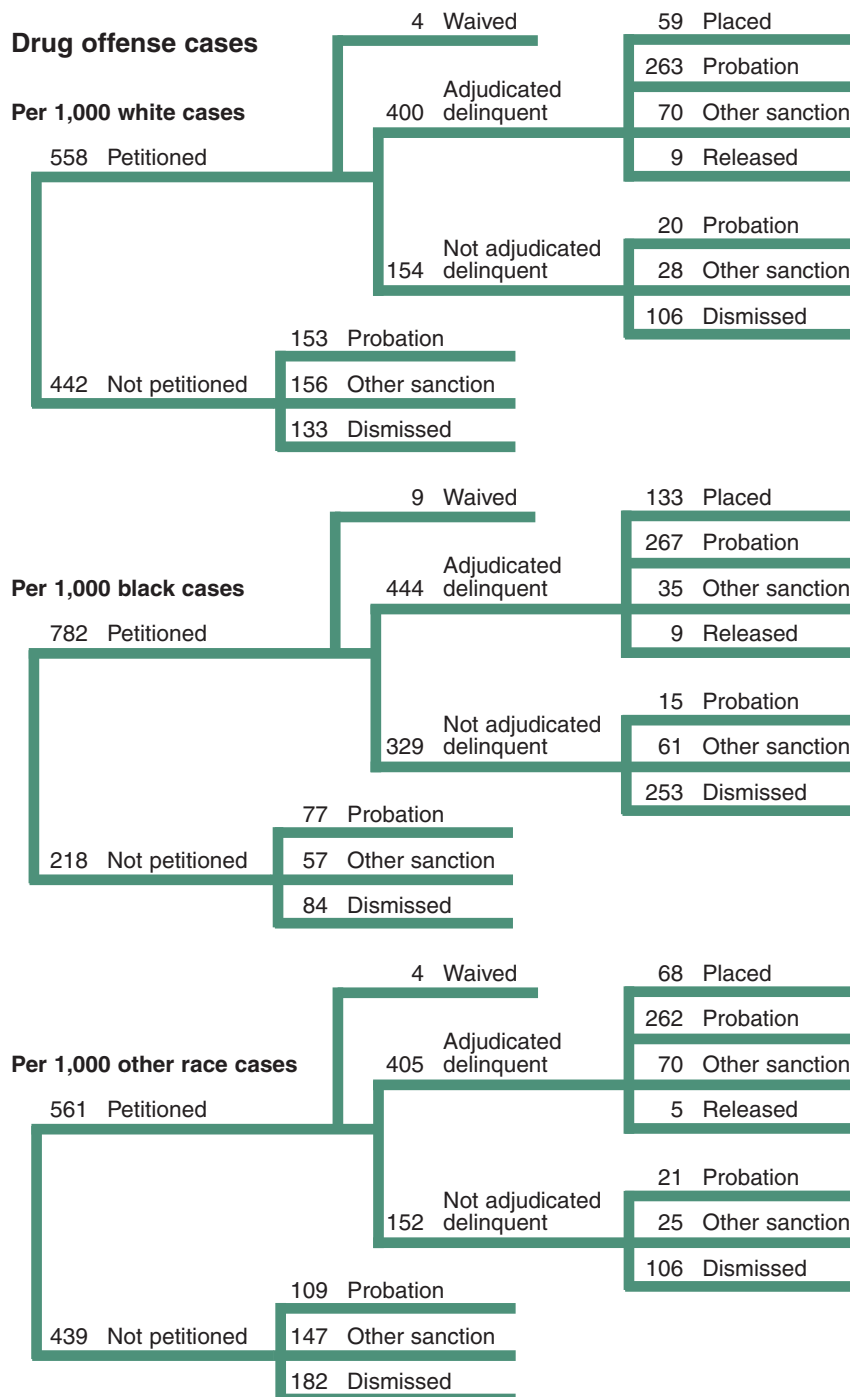 Drug offense cases
Per 1,000 white cases
558 Petitioned
4 Waived
400 Adjudicated
delinquent
59 Placed
263 Probation
70 Other sanction
9 Released
154 Not adjudicated
delinquent
20 Probation
28 Other sanction
106 Dismissed
442 Not petitioned
153 Probation
156 Other sanction
133 Dismissed
Per 1,000 black cases
782 Petitioned
9 Waived
444 Adjudicated
delinquent
133 Placed
267 Probation
35 Other sanction
9 Released
329 Not adjudicated
delinquent
15 Probation
61 Other sanction
253 Dismissed
218 Not petitioned
77 Probation
57 Other sanction
84 Dismissed
Per 1,000 other race cases
561 Petitioned
4 Waived
405 Adjudicated
delinquent
68 Placed
262 Probation
70 Other sanction
5 Released
152 Not adjudicated
delinquent
21 Probation
25 Other sanction
106 Dismissed
439 Not petitioned
109 Probation
147 Other sanction
182 Dismissed